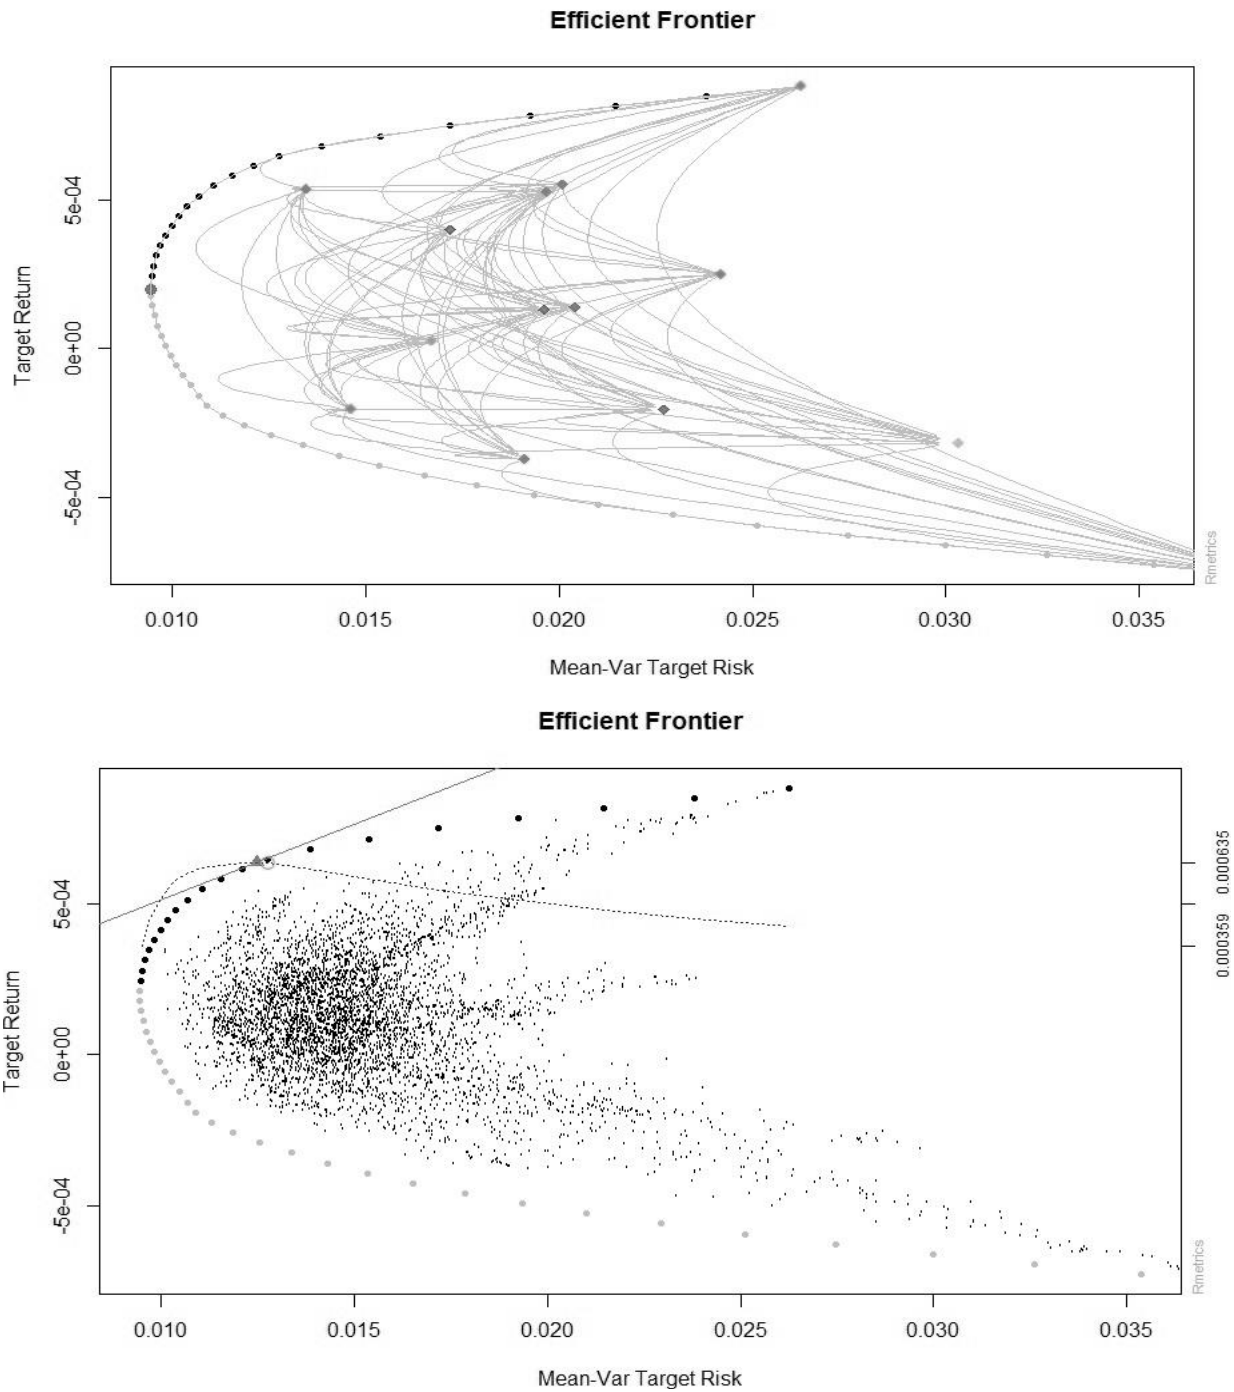 Efficient Frontier
Target Return
5e-04
0e+00
-5e-04
0.010 0.015 0.020 0.025 0.030 0.035
Mean-Var Target Risk
Rmetrics
Efficient Frontier
Target Return
5e-04
0e+00
-5e-04
0.000635
0.000359
0.010 0.015 0.020 0.025 0.030 0.035
Mean-Var Target Risk
Rmetrics